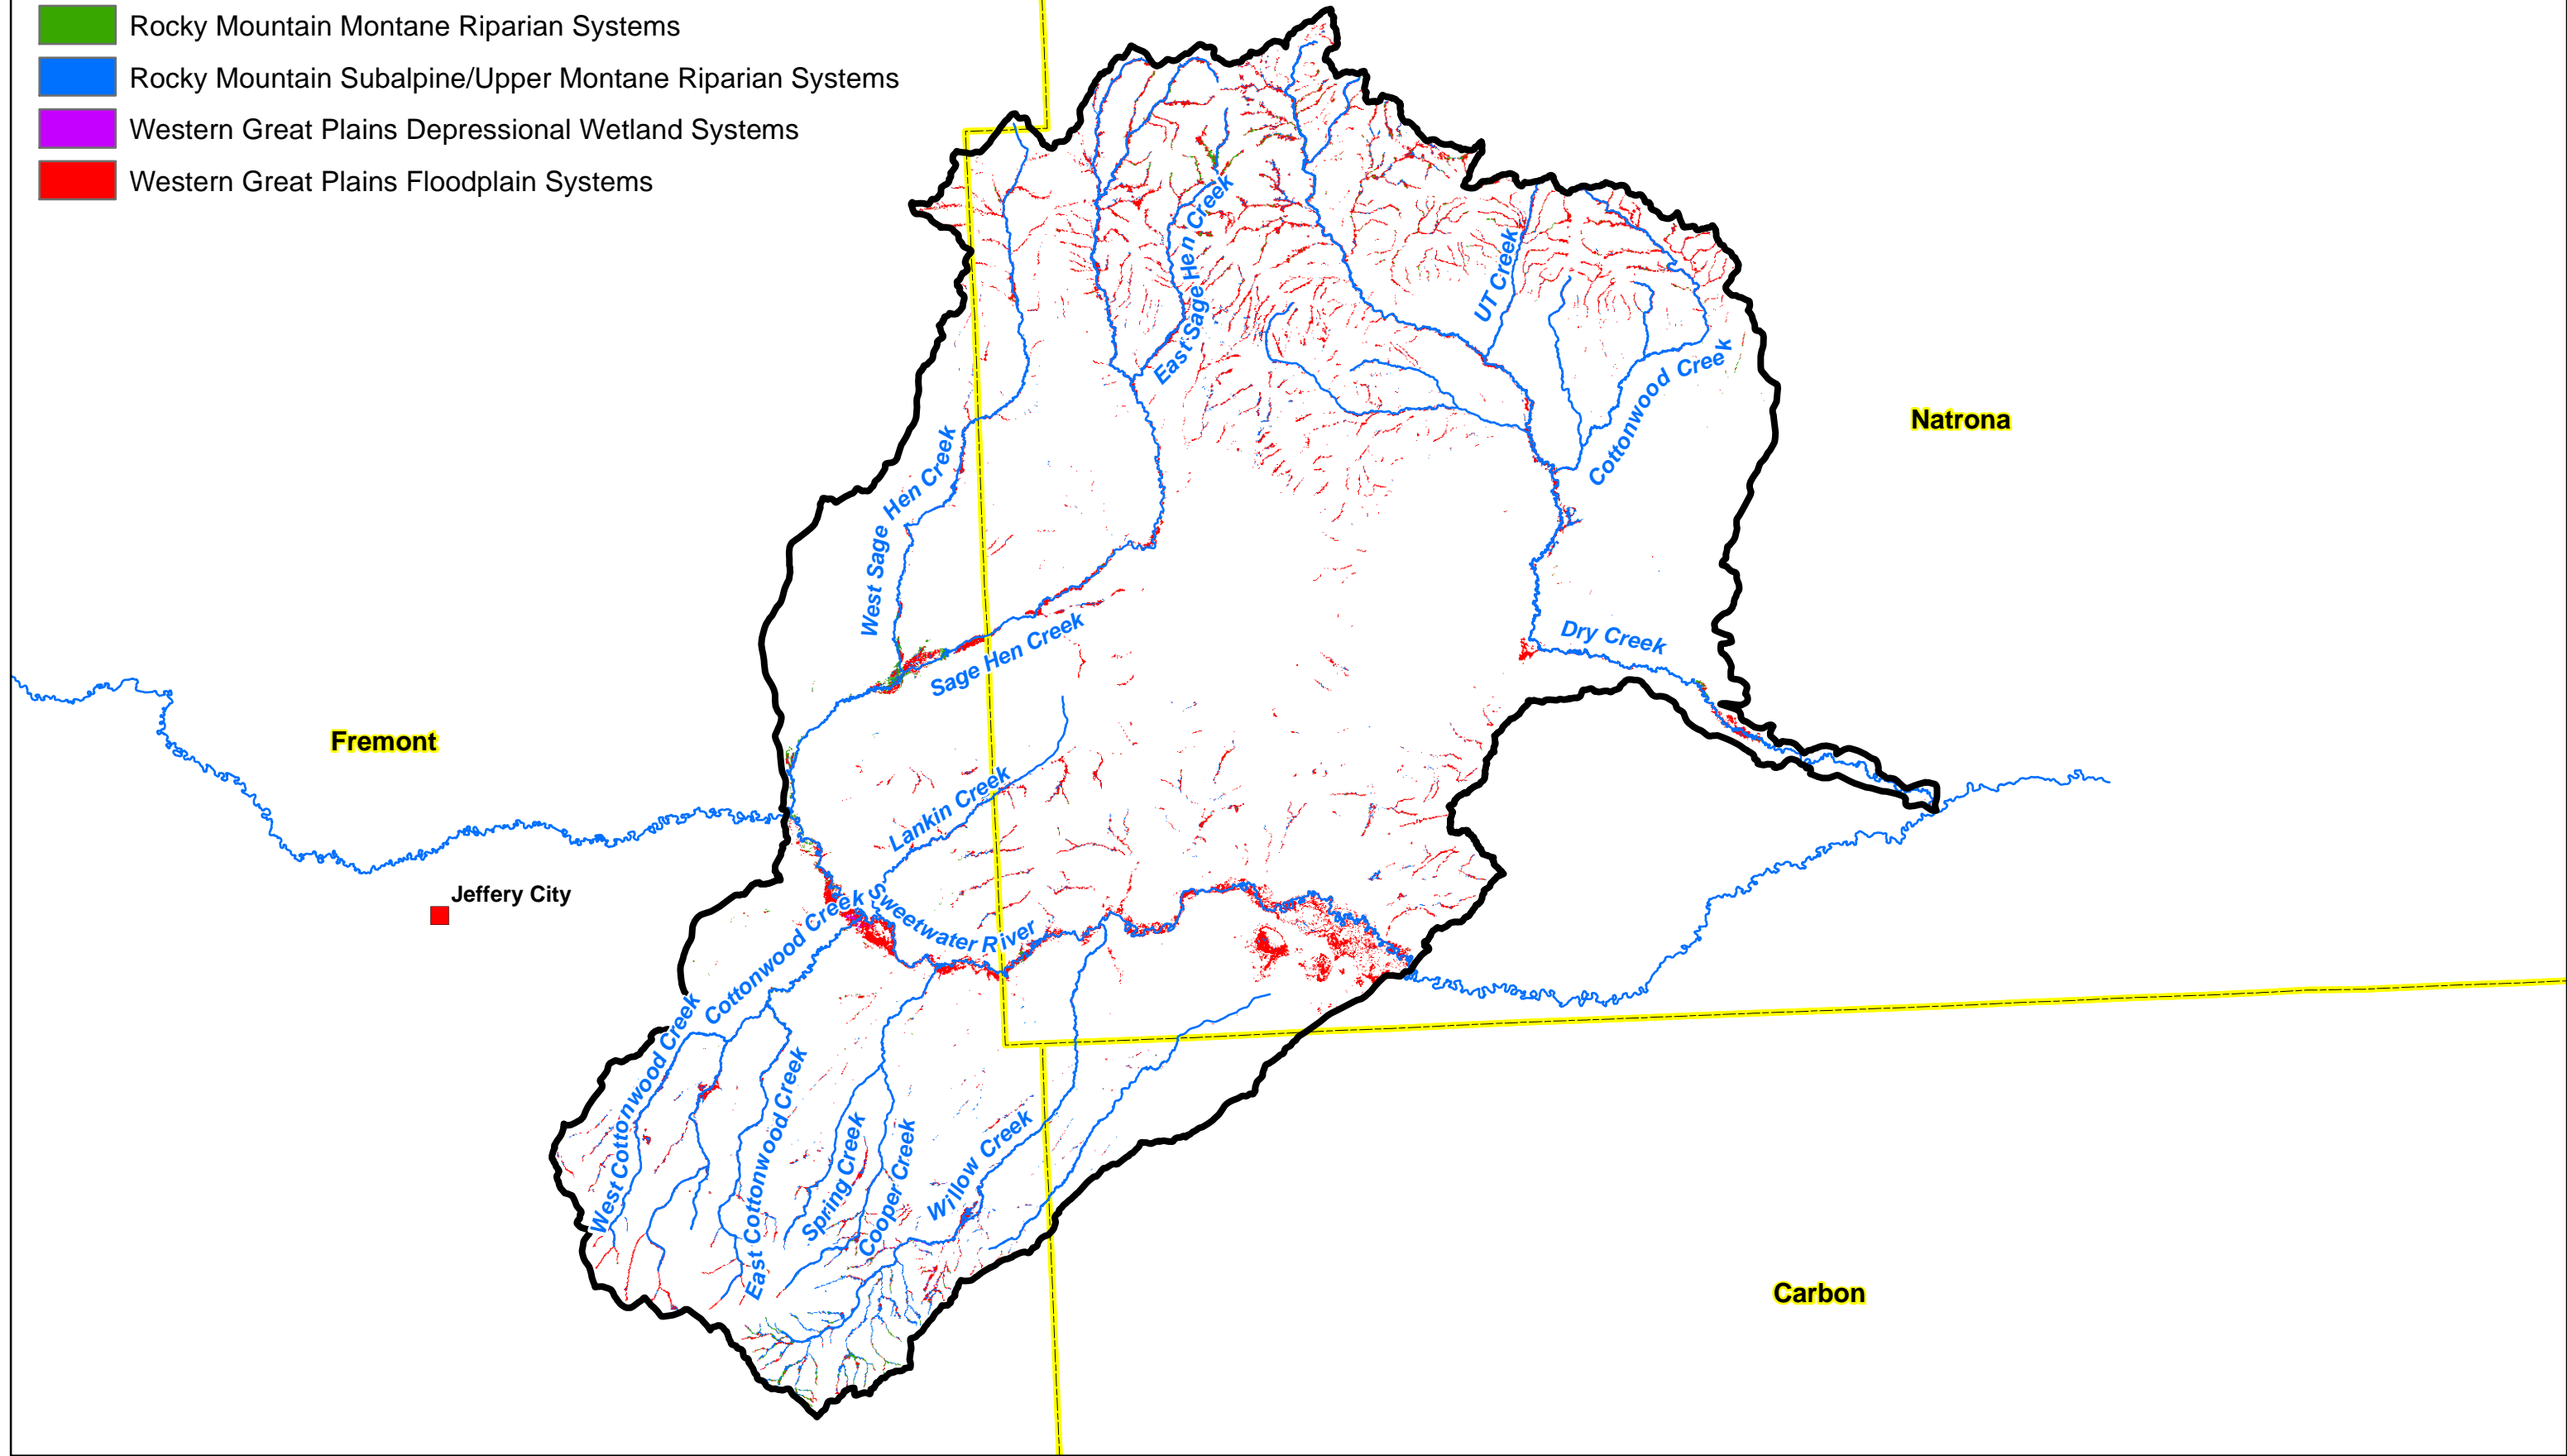 Rocky Mountain Montane Riparian Systems
Rocky Mountain Subalpine/Upper Montane Riparian Systems
Western Great Plains Depressional Wetland Systems
Western Great Plains Floodplain Systems
East Sage Hen Creek
UT Creek
Cottonwood Creek
Natrona
West Sage Hen Creek
Dry Creek
Sage Hen Creek
Fremont
Lankin Creek
Jeffery City
Sweetwater River
Cottonwood Creek
West Cottonwood Creek
East Cottonwood Creek
Spring Creek
Cooper Creek
Willow Creek
Carbon